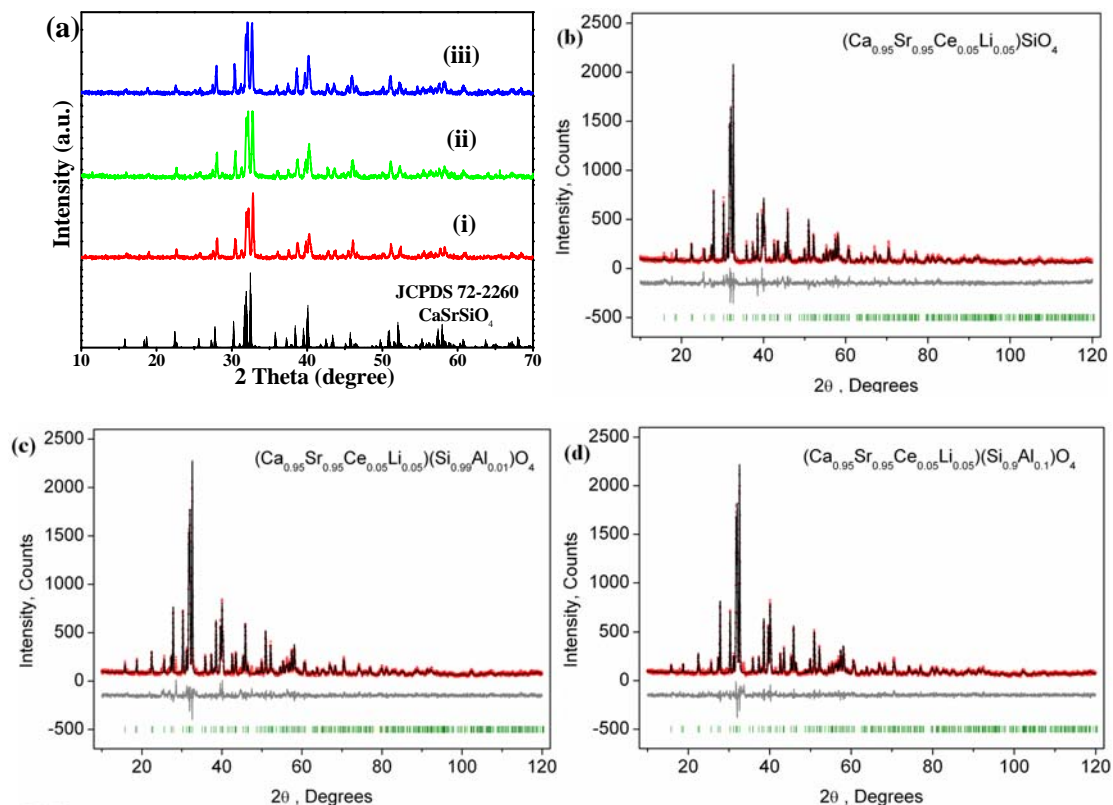 (a)
(iii)
(ii)
(i)
JCPDS 72-2260
CaSrSiO₄
Intensity (a.u.)
10 20 30 40 50 60 70
2 Theta (degree)
(b)
(Ca₀.₉₅Sr₀.₉₅Ce₀.₀₅Li₀.₀₅)SiO₄
2500
2000
1500
1000
500
0
-500
Intensity, Counts
20 40 60 80 100 120
2θ , Degrees
(c)
(Ca₀.₉₅Sr₀.₉₅Ce₀.₀₅Li₀.₀₅)(Si₀.₉₉Al₀.₀₁)O₄
2500
2000
1500
1000
500
0
-500
Intensity, Counts
20 40 60 80 100 120
2θ , Degrees
(d)
(Ca₀.₉₅Sr₀.₉₅Ce₀.₀₅Li₀.₀₅)(Si₀.₉Al₀.₁)O₄
2500
2000
1500
1000
500
0
-500
Intensity, Counts
20 40 60 80 100 120
2θ , Degrees